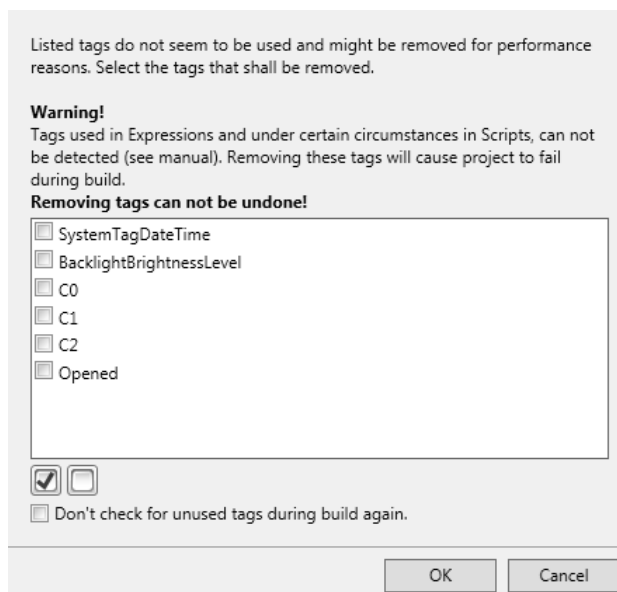 Listed tags do not seem to be used and might be removed for performance
reasons. Select the tags that shall be removed.
Warning!
Tags used in Expressions and under certain circumstances in Scripts, can not
be detected (see manual). Removing these tags will cause project to fail
during build.
Removing tags can not be undone!
SystemTagDateTime
BacklightBrightnessLevel
C0
C1
C2
Opened
Don't check for unused tags during build again.
OK Cancel